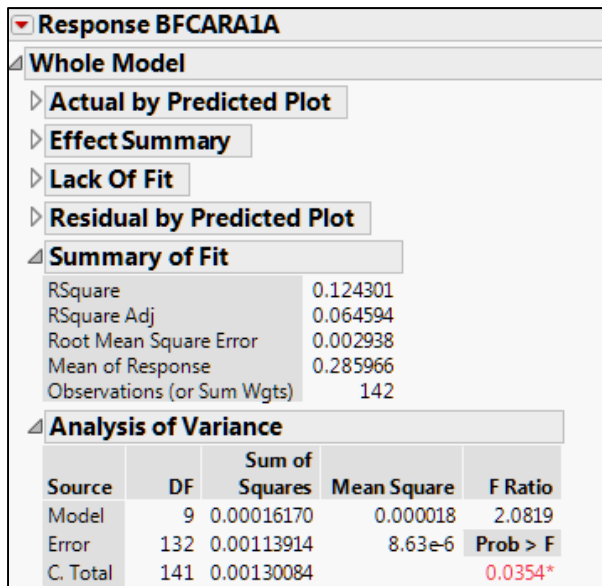 Response BFCARA1A
Whole Model
Actual by Predicted Plot
Effect Summary
Lack Of Fit
Residual by Predicted Plot
Summary of Fit
RSquare 0.124301
RSquare Adj 0.064594
Root Mean Square Error 0.002938
Mean of Response 0.285966
Observations (or Sum Wgts) 142
Analysis of Variance
Sum of
Source DF Squares Mean Square F Ratio
Model 9 0.00016170 0.000018 2.0819
Error 132 0.00113914 8.63e-6 Prob > F
C. Total 141 0.00130084 0.0354*